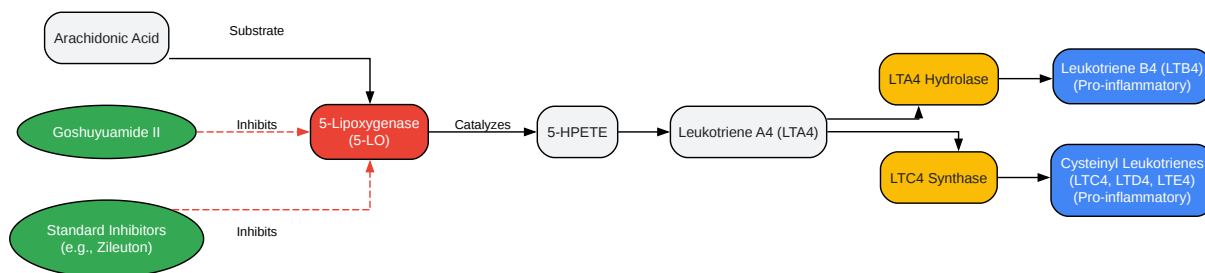 Arachidonic Acid
Substrate
Goshuyuamide II
Inhibits
Standard Inhibitors
(e.g., Zileuton)
Inhibits
5-Lipoxygenase
(5-LO)
Catalyzes
5-HPETE
Leukotriene A4 (LTA4)
LTA4 Hydrolase
Leukotriene B4 (LTB4)
(Pro-inflammatory)
LTC4 Synthase
Cysteinyl Leukotrienes
(LTC4, LTD4, LTE4)
(Pro-inflammatory)